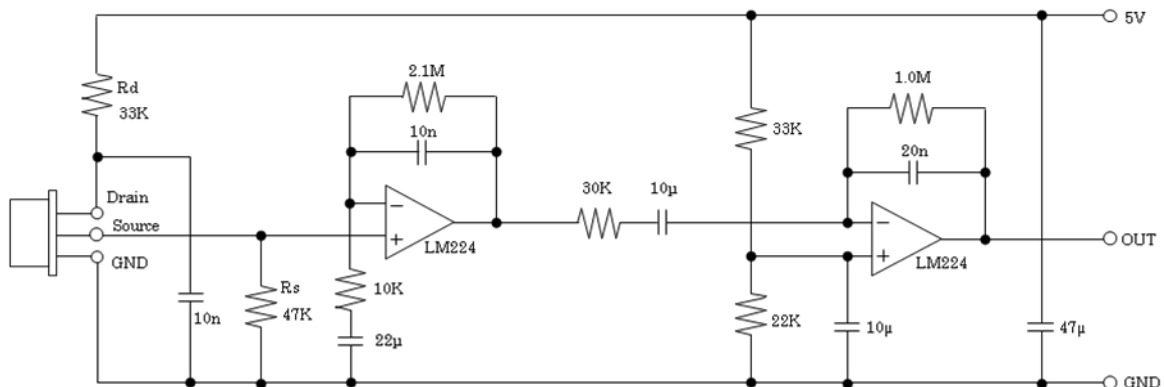 5V
Rd
33K
2.1M
1.0M
10n
33K
20n
30K
10μ
Drain
Source
GND
−
+
LM224
−
+
LM224
OUT
10n
Rs
47K
10K
22μ
22K
10μ
47μ
GND